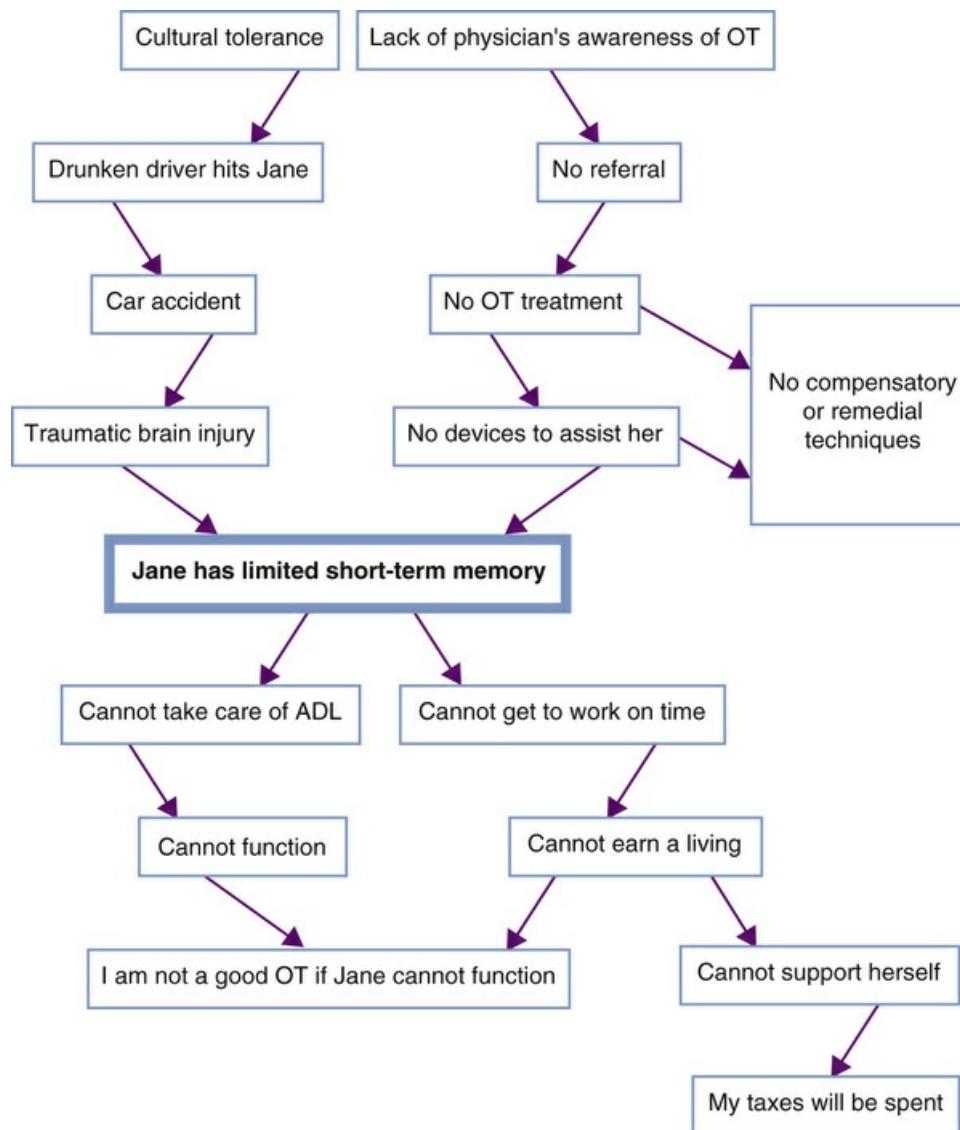 Cultural tolerance
Lack of physician's awareness of OT
Drunken driver hits Jane
No referral
Car accident
No OT treatment
No compensatory
or remedial
techniques
Traumatic brain injury
No devices to assist her
Jane has limited short-term memory
Cannot take care of ADL
Cannot get to work on time
Cannot function
Cannot earn a living
I am not a good OT if Jane cannot function
Cannot support herself
My taxes will be spent